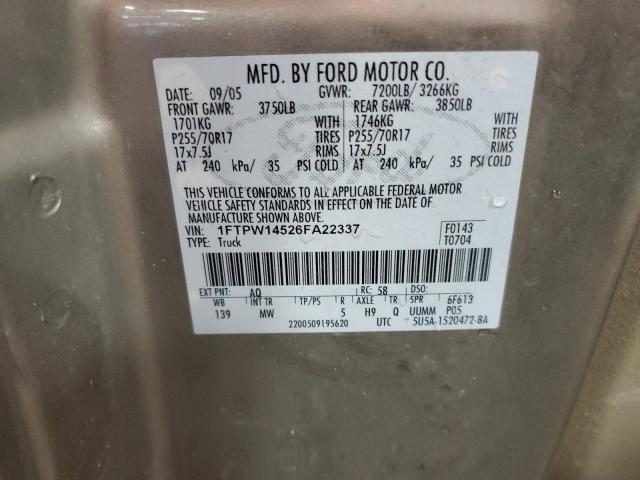 MFD. BY FORD MOTOR CO.
DATE: 09/05 GVWR: 7200LB/ 3266KG
FRONT GAWR: 3750LB REAR GAWR: 3850LB
1701KG WITH 1746KG WITH
P255/70R17 TIRES P255/70R17 TIRES
17x7.5J RIMS 17x7.5J RIMS
AT 240 kPa/ 35 PSI COLD AT 240 kPa/ 35 PSI COLD
THIS VEHICLE CONFORMS TO ALL APPLICABLE FEDERAL MOTOR
VEHICLE SAFETY STANDARDS IN EFFECT ON THE DATE OF
MANUFACTURE SHOWN ABOVE.
VIN: 1FTPW14526FA22337 F0143
TYPE: Truck T0704
EXT PNT: AQ RC: 58 DSO:
WB INT TR TP/PS R AXLE TR SPR 6F613
139 MW 5 H9 Q UUMM P05
2200509195620 UTC 5U5A-1520472-BA